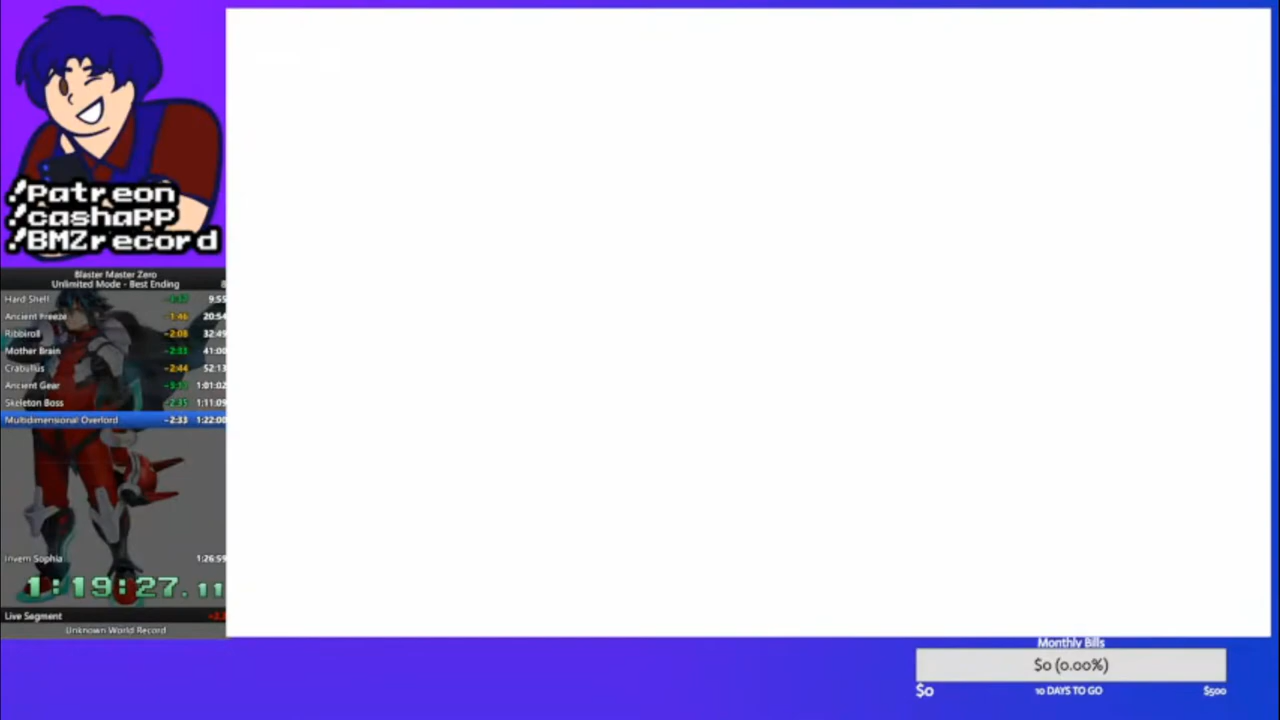 !Patreon
!cashaPP
!BMZrecord
Blaster Master Zero
Unlimited Mode - Best Ending 8
Hard Shell -1:37 9:55
Ancient Freeze -1:46 20:54
Ribbiroll -2:08 32:49
Mother Brain -2:33 41:00
Craballus -2:44 52:13
Ancient Gear 1:01:02
Skeleton Boss -2:35 1:11:09
Multidimensional Overlord -2:33 1:22:00
Invem Sophia 1:26:59
1:19:27.11
Live Segment
Unknown World Record
Monthly Bills
$0 (0.00%)
$0 10 DAYS TO GO $500